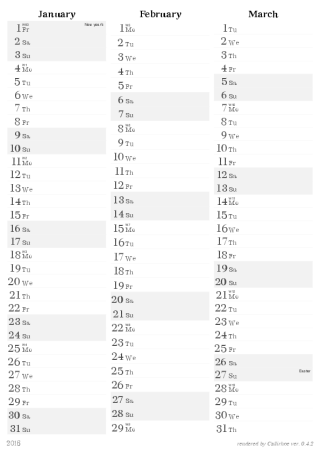 January
1 Fr New year's
2 Sa
3 Su
4 Mo
5 Tu
6 We
7 Th
8 Fr
9 Sa
10 Su
11 Mo
12 Tu
13 We
14 Th
15 Fr
16 Sa
17 Su
18 Mo
19 Tu
20 We
21 Th
22 Fr
23 Sa
24 Su
25 Mo
26 Tu
27 We
28 Th
29 Fr
30 Sa
31 Su
February
1 Mo
2 Tu
3 We
4 Th
5 Fr
6 Sa
7 Su
8 Mo
9 Tu
10 We
11 Th
12 Fr
13 Sa
14 Su
15 Mo
16 Tu
17 We
18 Th
19 Fr
20 Sa
21 Su
22 Mo
23 Tu
24 We
25 Th
26 Fr
27 Sa
28 Su
29 Mo
March
1 Tu
2 We
3 Th
4 Fr
5 Sa
6 Su
7 Mo
8 Tu
9 We
10 Th
11 Fr
12 Sa
13 Su
14 Mo
15 Tu
16 We
17 Th
18 Fr
19 Sa
20 Su
21 Mo
22 Tu
23 We
24 Th
25 Fr
26 Sa
27 Su Easter
28 Mo
29 Tu
30 We
31 Th
2016
rendered by Callirhoe ver. 0.4.2